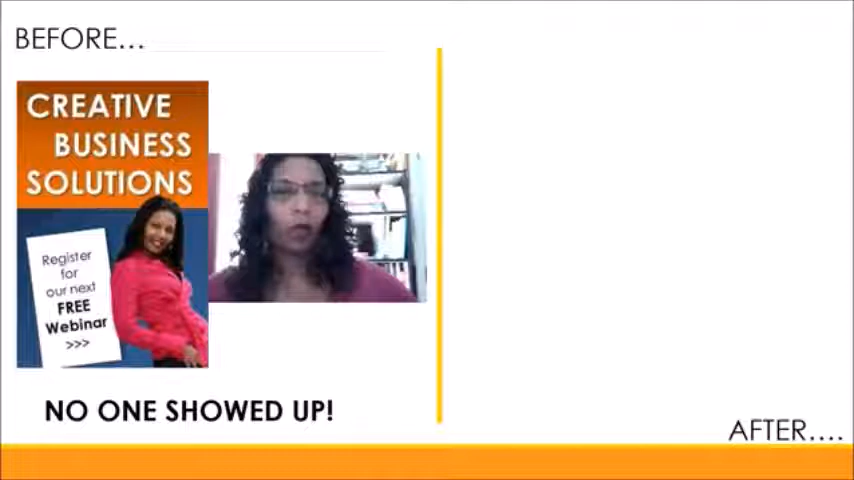 BEFORE...
CREATIVE
BUSINESS
SOLUTIONS
Register
for
our next
FREE
Webinar
>>>
NO ONE SHOWED UP!
AFTER....